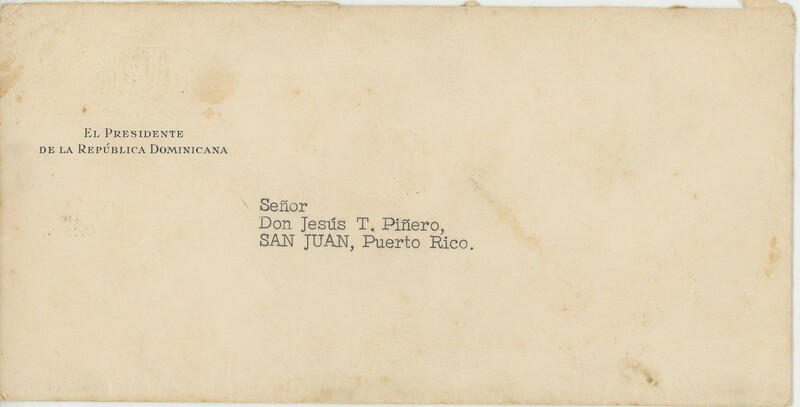 El Presidente
de la República Dominicana
Señor
Don Jesús T. Piñero,
SAN JUAN, Puerto Rico.